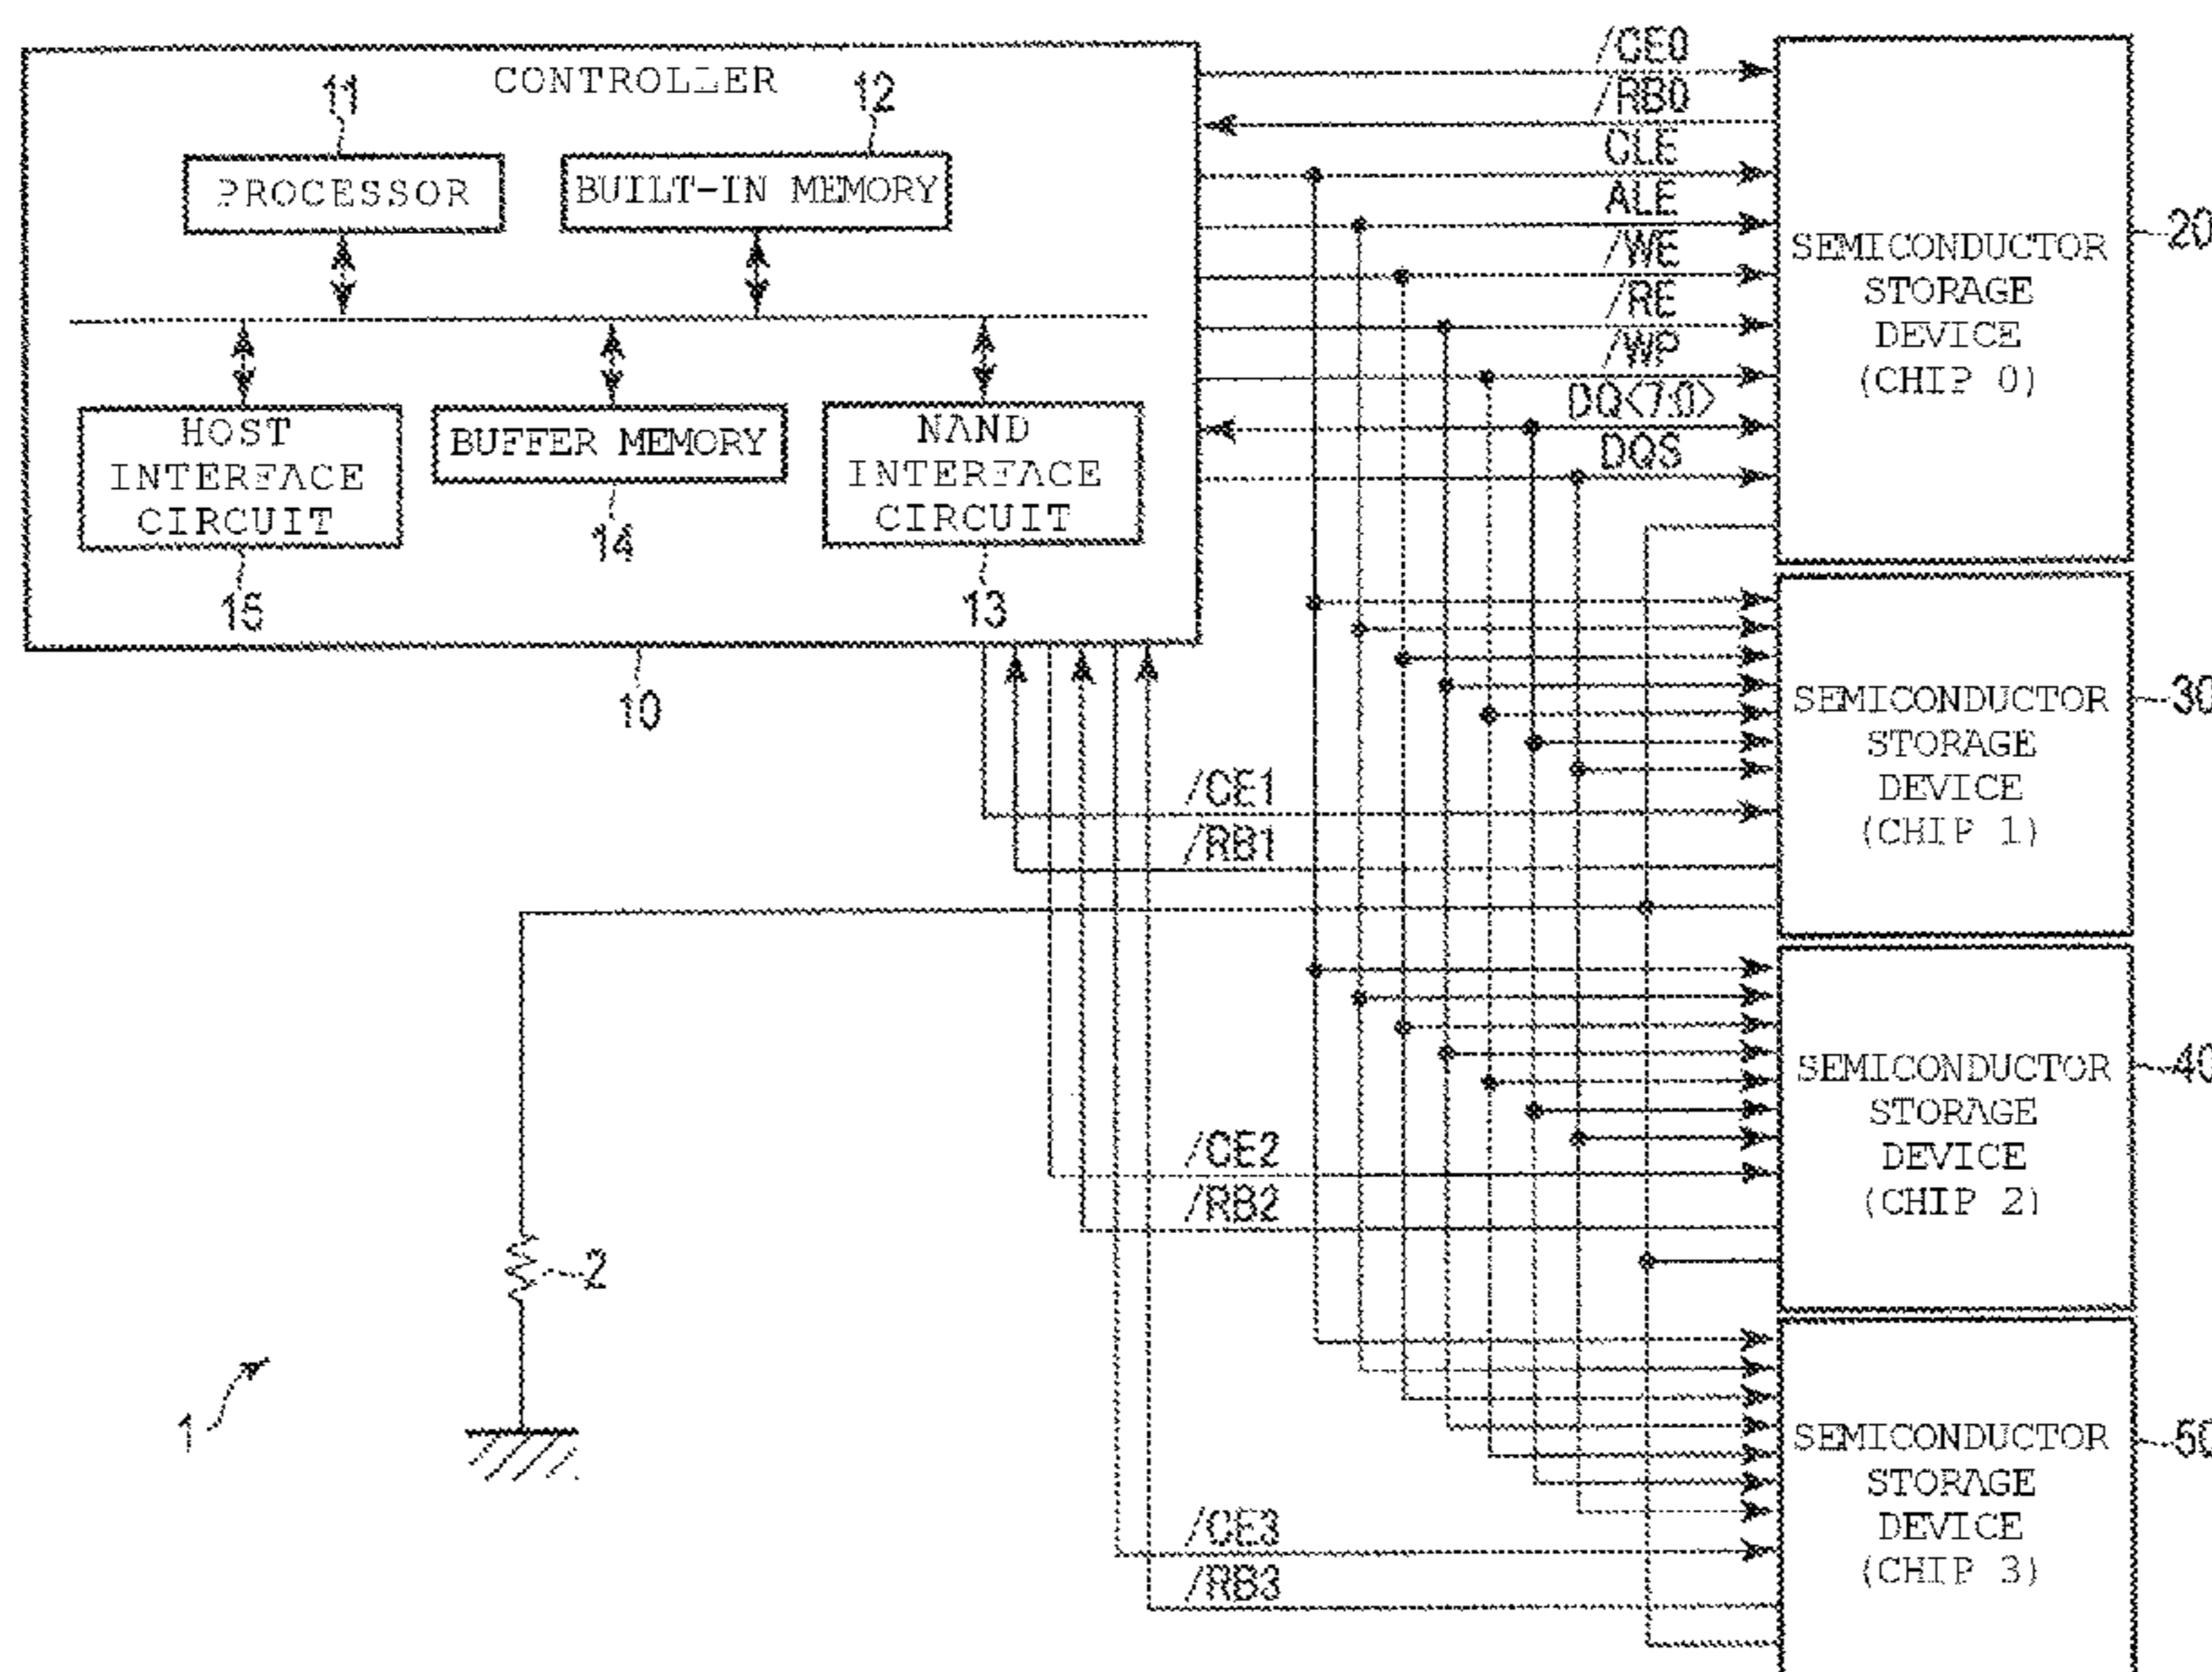 CONTROLLER
11
12
PROCESSOR
BUILT-IN MEMORY
HOST
INTERFACE
CIRCUIT
BUFFER MEMORY
NAND
INTERFACE
CIRCUIT
15
14
13
10
/CE0
/RB0
CLE
ALE
/WE
/RE
/WP
DQ<7:0>
DQS
SEMICONDUCTOR
STORAGE
DEVICE
(CHIP 0)
20
SEMICONDUCTOR
STORAGE
DEVICE
(CHIP 1)
30
/CE1
/RB1
SEMICONDUCTOR
STORAGE
DEVICE
(CHIP 2)
40
/CE2
/RB2
2
1
SEMICONDUCTOR
STORAGE
DEVICE
(CHIP 3)
50
/CE3
/RB3